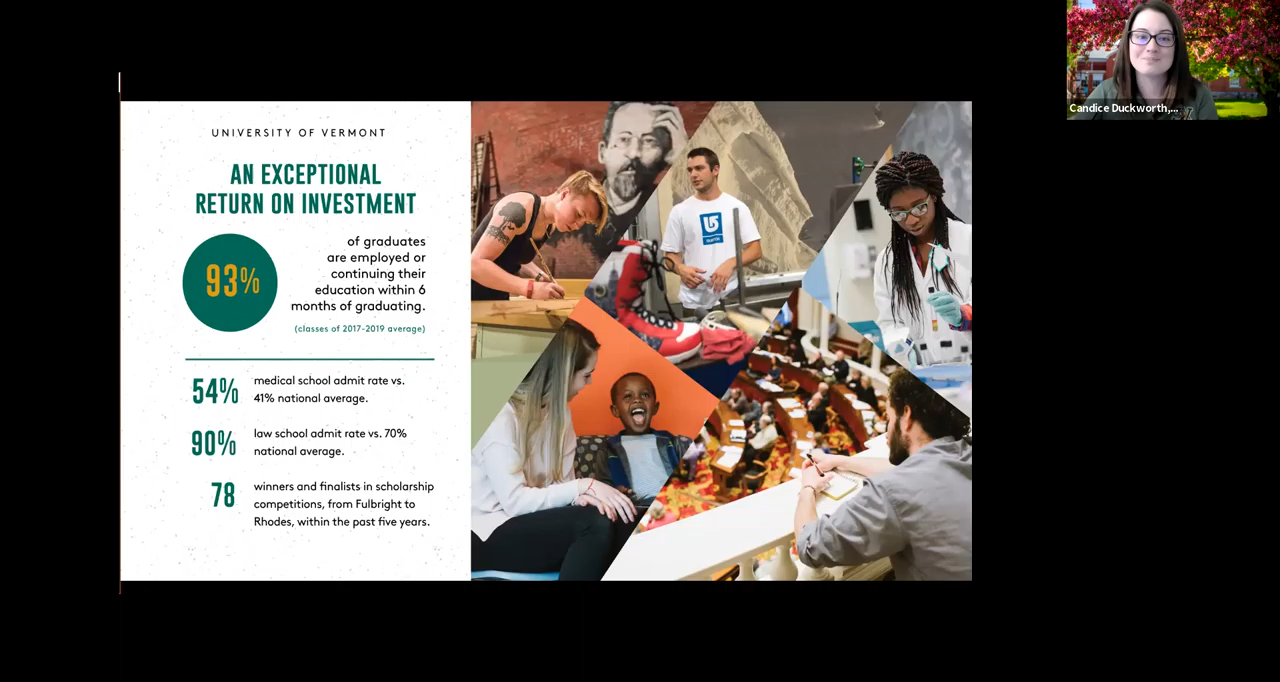 Candice Duckworth,...
UNIVERSITY OF VERMONT
AN EXCEPTIONAL
RETURN ON INVESTMENT
93%
of graduates
are employed or
continuing their
education within 6
months of graduating.
(classes of 2017-2019 average)
54%
medical school admit rate vs.
41% national average.
90%
law school admit rate vs. 70%
national average.
78
winners and finalists in scholarship
competitions, from Fulbright to
Rhodes, within the past five years.